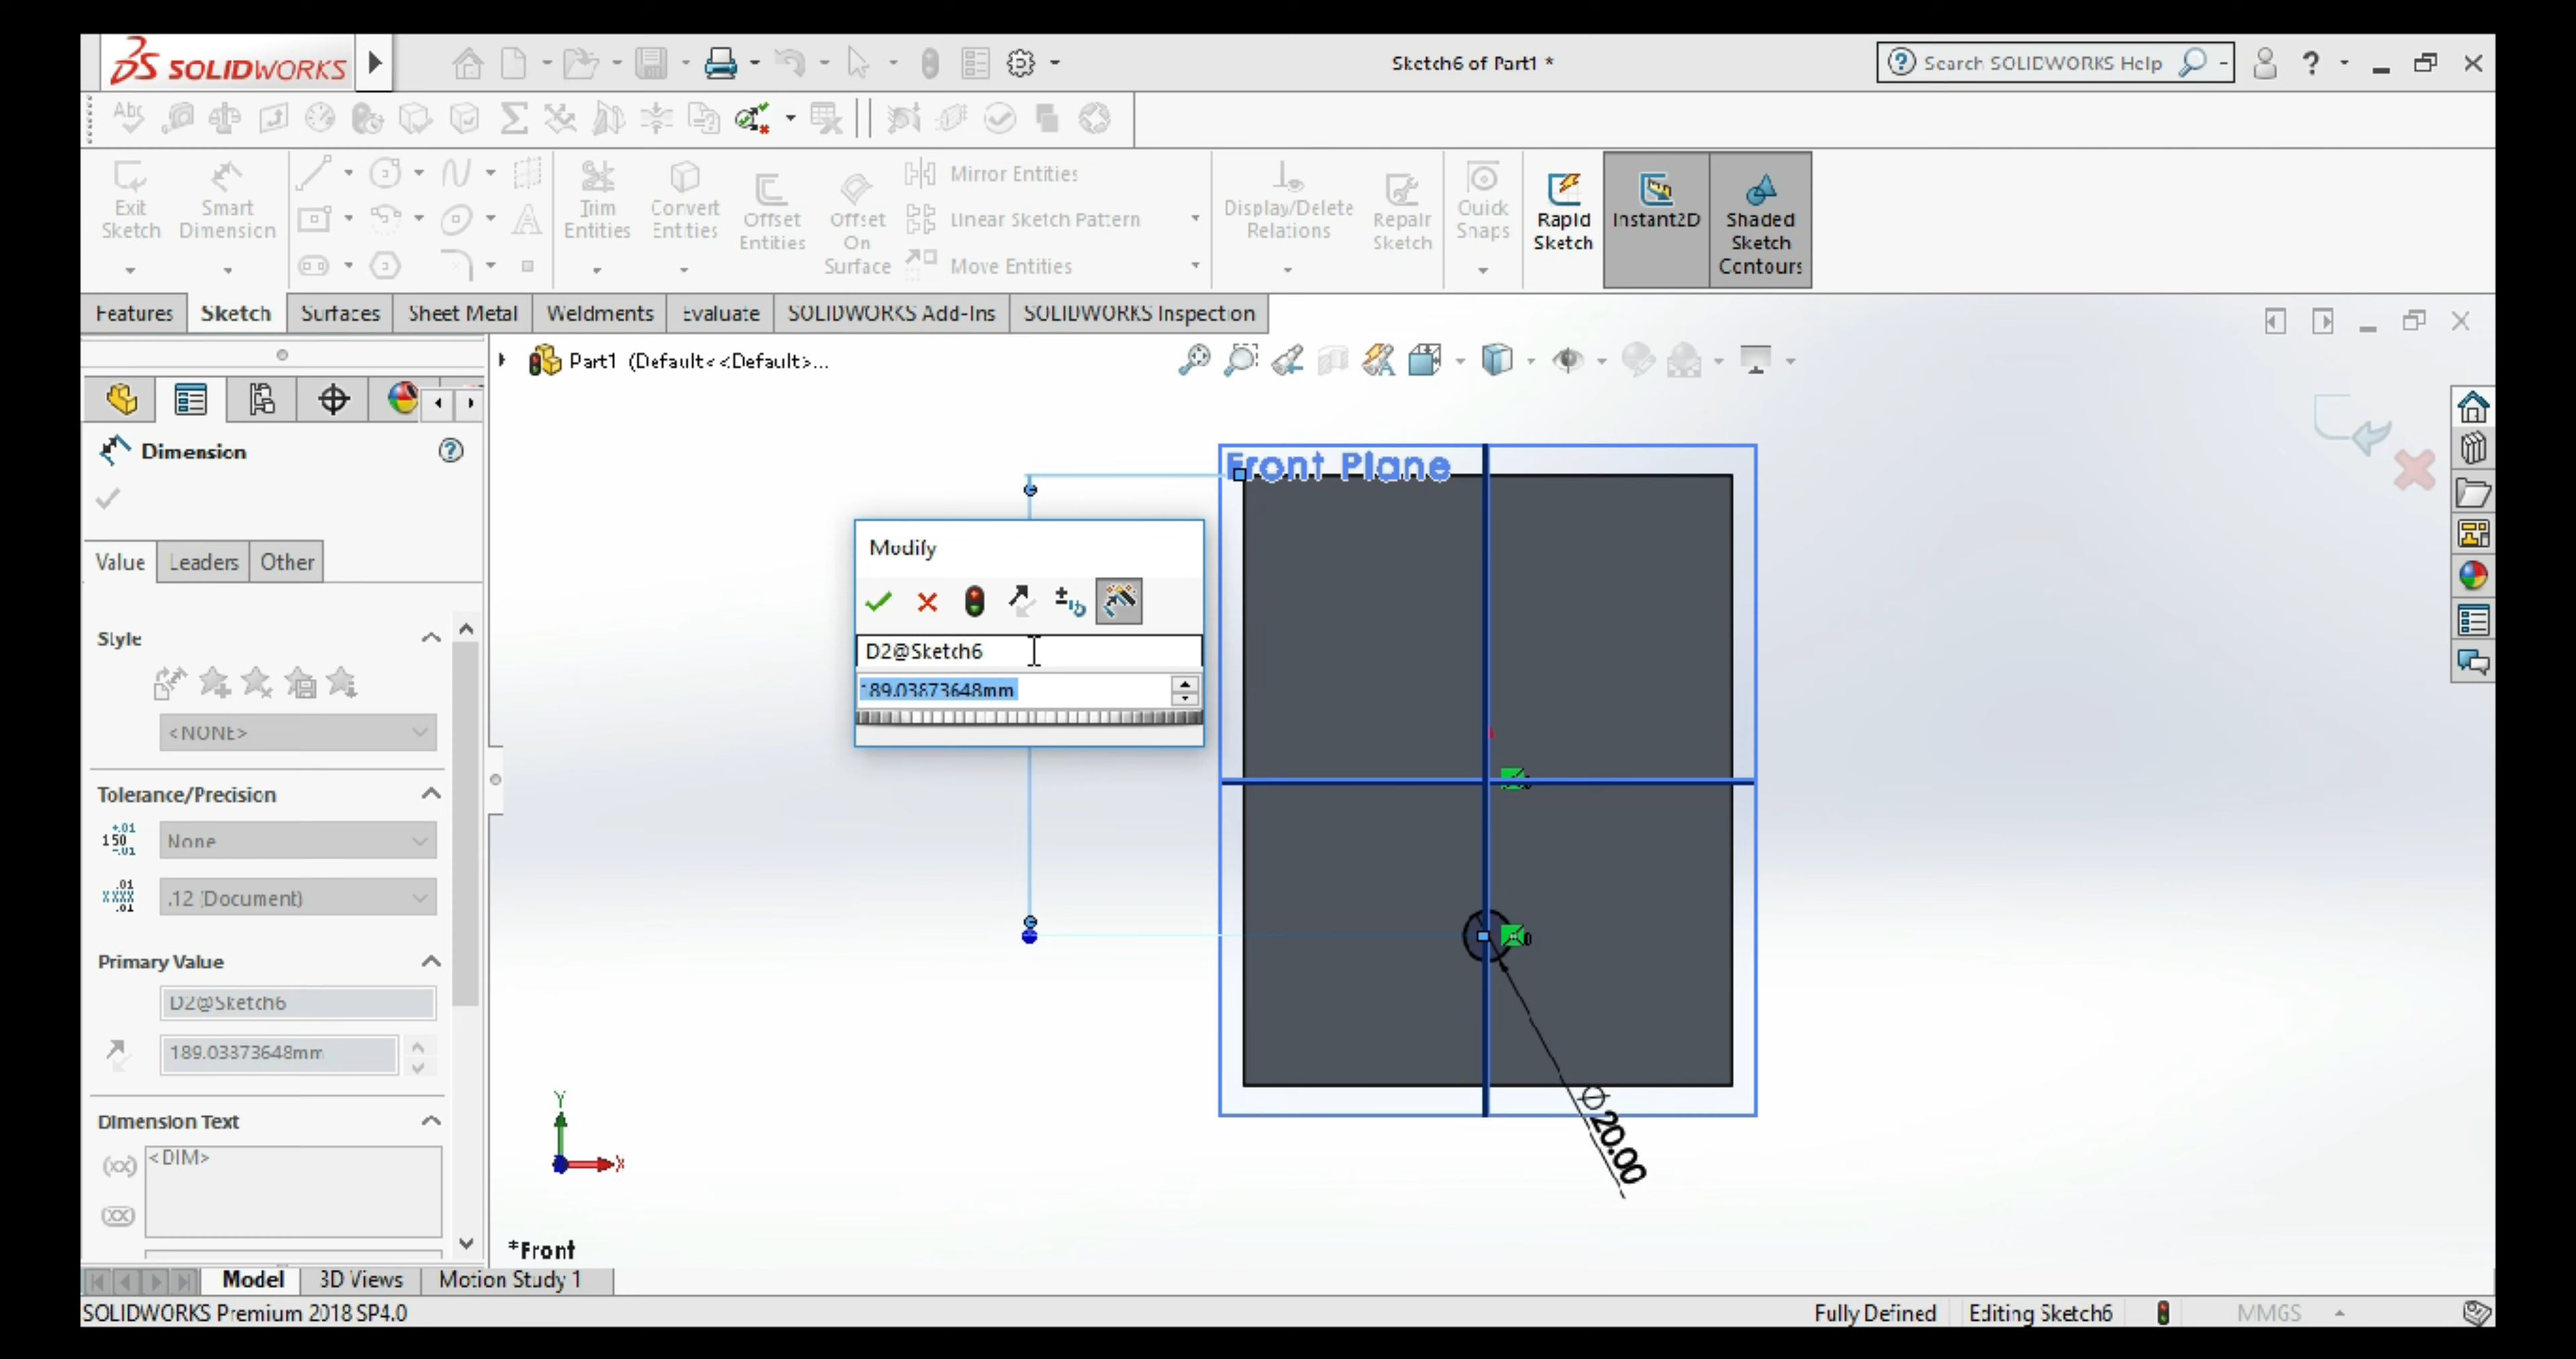 SOLIDWORKS
Sketch6 of Part1 *
Search SOLIDWORKS Help
?
Abc
Exit Sketch
Smart Dimension
Trim Entities
Convert Entities
Offset Entities
Offset On Surface
Mirror Entities
Linear Sketch Pattern
Move Entities
Display/Delete Relations
Repair Sketch
Quick Snaps
Rapid Sketch
Instant2D
Shaded Sketch Contours
Features
Sketch
Surfaces
Sheet Metal
Weldments
Evaluate
SOLIDWORKS Add-Ins
SOLIDWORKS Inspection
Part1 (Default<<Default>...
Dimension
Front Plane
Modify
Value
Leaders
Other
Style
D2@Sketch6
189.03873648mm
<NONE>
Tolerance/Precision
None
.12 (Document)
Primary Value
D2@Sketch6
189.03873648mm
Dimension Text
<DIM>
(xx)
(xx)
Y
X
∅20.00
*Front
Model
3D Views
Motion Study 1
SOLIDWORKS Premium 2018 SP4.0
Fully Defined
Editing Sketch6
MMGS